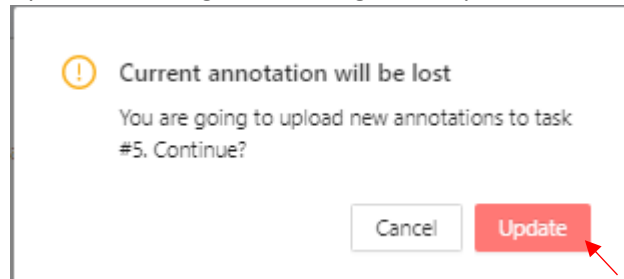 Current annotation will be lost
You are going to upload new annotations to task
#5. Continue?
Cancel
Update